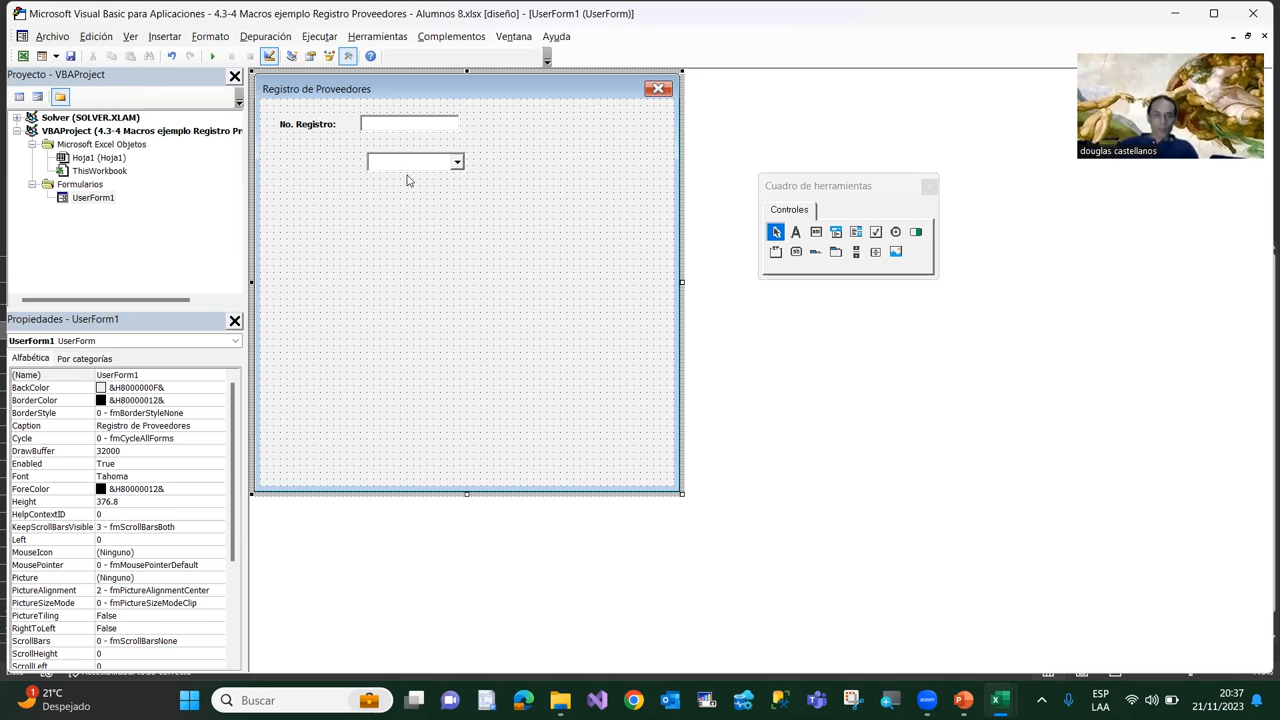 Microsoft Visual Basic para Aplicaciones - 4.3-4 Macros ejemplo Registro Proveedores - Alumnos 8.xlsx [diseño] - [UserForm1 (UserForm)]
Archivo Edición Ver Insertar Formato Depuración Ejecutar Herramientas Complementos Ventana Ayuda
Proyecto - VBAProject
Solver (SOLVER.XLAM)
VBAProject (4.3-4 Macros ejemplo Registro Pr
Microsoft Excel Objetos
Hoja1 (Hoja1)
ThisWorkbook
Formularios
UserForm1
Propiedades - UserForm1
UserForm1 UserForm
Alfabética Por categorías
(Name) UserForm1
BackColor &H8000000F&
BorderColor &H80000012&
BorderStyle 0 - fmBorderStyleNone
Caption Registro de Proveedores
Cycle 0 - fmCycleAllForms
DrawBuffer 32000
Enabled True
Font Tahoma
ForeColor &H80000012&
Height 376.8
HelpContextID 0
KeepScrollBarsVisible 3 - fmScrollBarsBoth
Left 0
MouseIcon (Ninguno)
MousePointer 0 - fmMousePointerDefault
Picture (Ninguno)
PictureAlignment 2 - fmPictureAlignmentCenter
PictureSizeMode 0 - fmPictureSizeModeClip
PictureTiling False
RightToLeft False
ScrollBars 0 - fmScrollBarsNone
ScrollHeight 0
ScrollLeft 0
Registro de Proveedores
No. Registro:
Cuadro de herramientas
Controles
douglas castellanos
21°C
Despejado
Buscar
ESP
LAA
20:37
21/11/2023